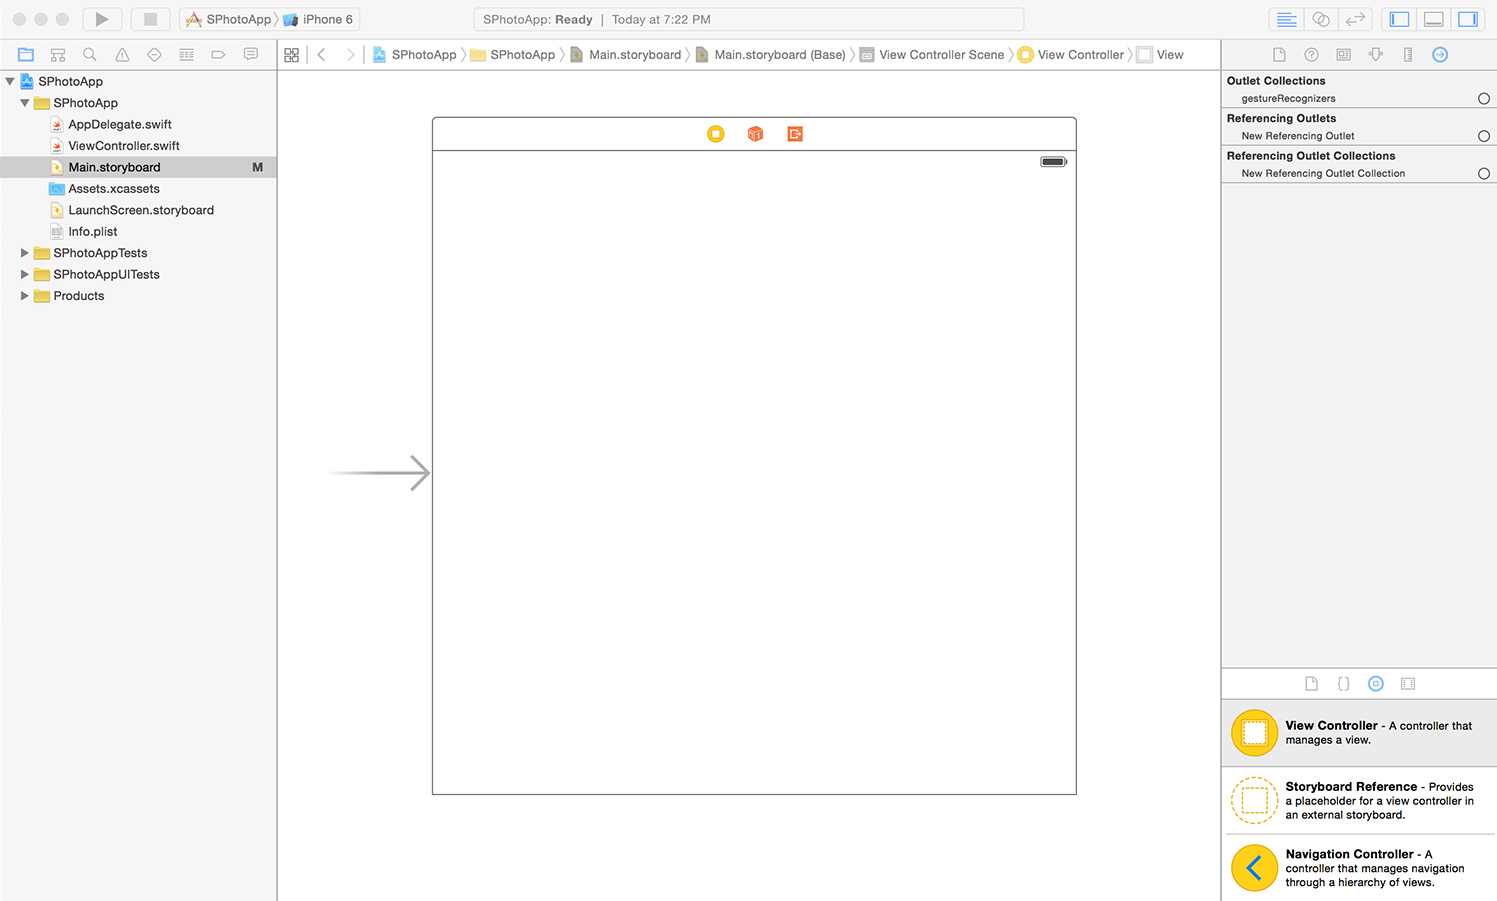 SPhotoApp iPhone 6
SPhotoApp: Ready | Today at 7:22 PM
SPhotoApp SPhotoApp Main.storyboard Main.storyboard (Base) View Controller Scene View Controller View
SPhotoApp
SPhotoApp
AppDelegate.swift
ViewController.swift
Main.storyboard M
Assets.xcassets
LaunchScreen.storyboard
Info.plist
SPhotoAppTests
SPhotoAppUITests
Products
1
Outlet Collections
gestureRecognizers
Referencing Outlets
New Referencing Outlet
Referencing Outlet Collections
New Referencing Outlet Collection
{}
View Controller - A controller that
manages a view.
Storyboard Reference - Provides
a placeholder for a view controller in
an external storyboard.
Navigation Controller - A
controller that manages navigation
through a hierarchy of views.